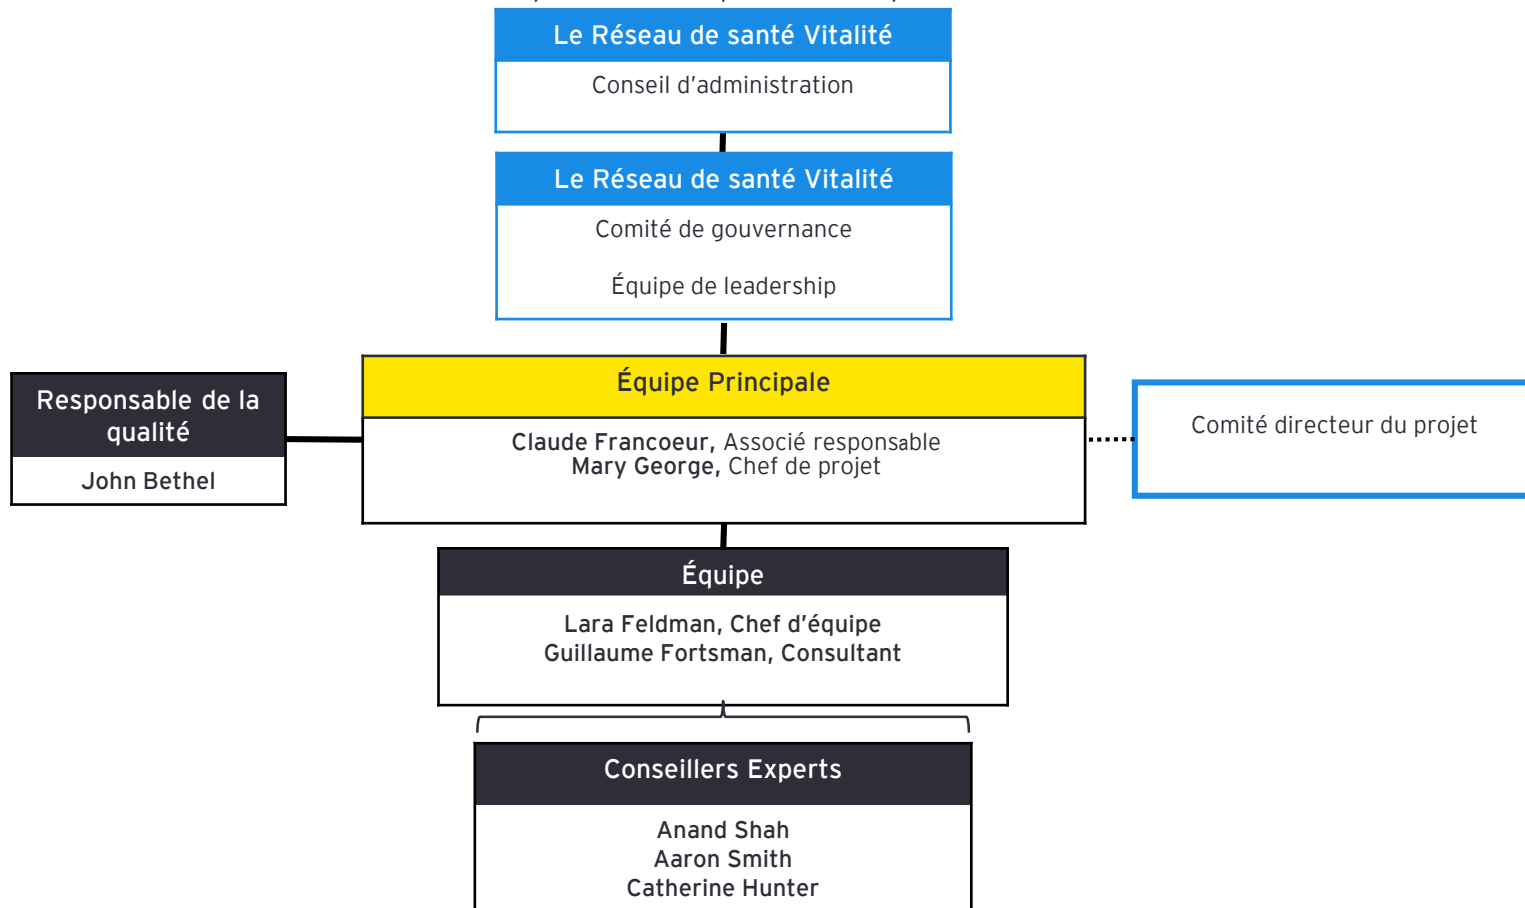 Le Réseau de santé Vitalité
Conseil d’administration
Le Réseau de santé Vitalité
Comité de gouvernance
Équipe de leadership
Responsable de la
qualité
John Bethel
Équipe Principale
Claude Francoeur, Associé responsable
Mary George, Chef de projet
Comité directeur du projet
Équipe
Lara Feldman, Chef d’équipe
Guillaume Fortsman, Consultant
Conseillers Experts
Anand Shah
Aaron Smith
Catherine Hunter